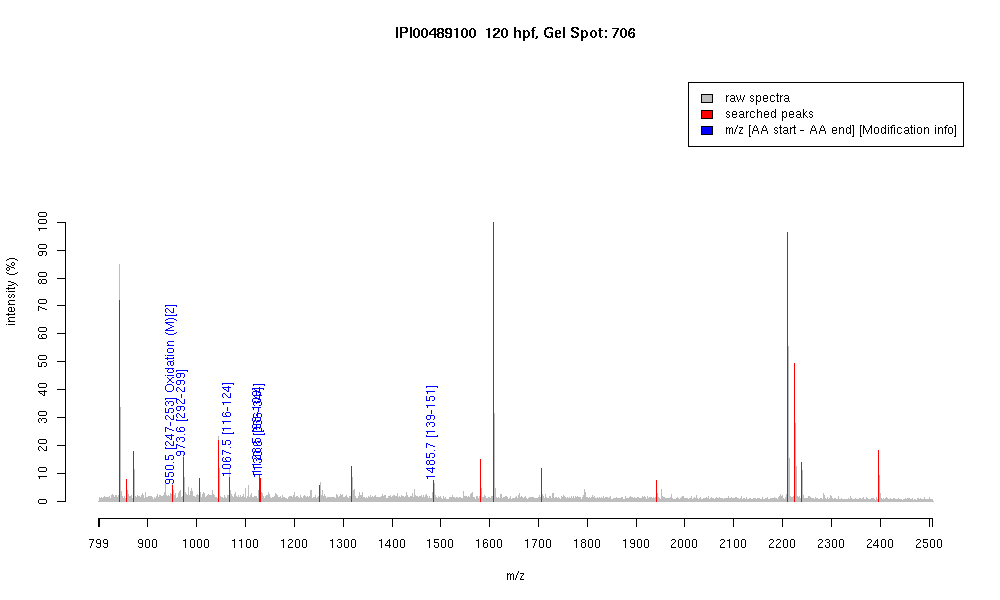 IPI00489100 120 hpf, Gel Spot: 706
raw spectra
searched peaks
m/z [AA start - AA end] [Modification info]
intensity (%)
100
90
80
70
60
50
40
30
20
10
0
950.5 [247-253] Oxidation (M)[2]
973.6 [292-299]
1067.5 [116-124]
1485.7 [139-151]
799 900 1000 1100 1200 1300 1400 1500 1600 1700 1800 1900 2000 2100 2200 2300 2400 2500
m/z